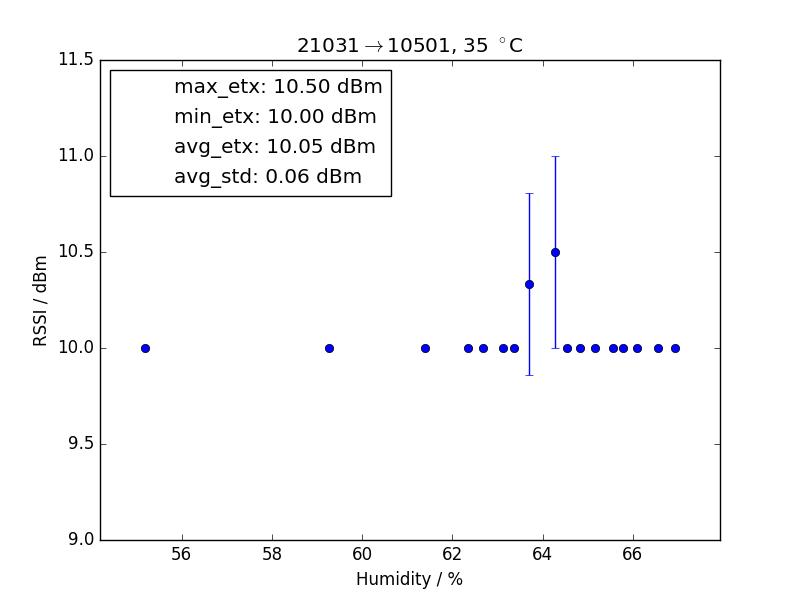 21031→10501, 35 °C
max_etx: 10.50 dBm
min_etx: 10.00 dBm
avg_etx: 10.05 dBm
avg_std: 0.06 dBm
11.5
11.0
10.5
10.0
9.5
9.0
RSSI / dBm
56 58 60 62 64 66
Humidity / %